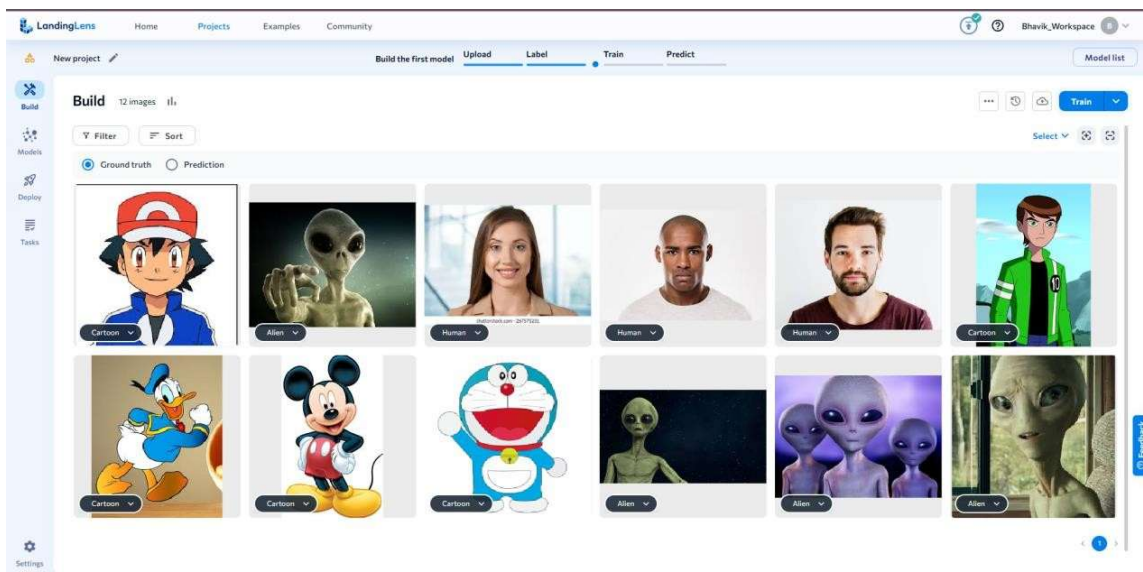 LandingLens Home Projects Examples Community Bhavik_Workspace B
New project Build the first model Upload Label Train Predict Model list
Build
Models
Deploy
Tasks
Settings
Build 12 images Train
Filter Sort Select
Ground truth Prediction
Cartoon Alien Human Human Human Cartoon
10
Cartoon Cartoon Cartoon Alien Alien Alien
1
Feedback